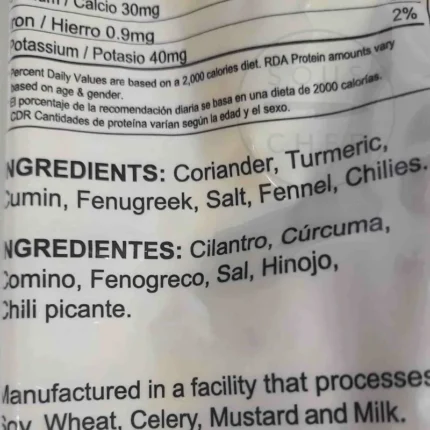 / Calcio 30mg
ron / Hierro 0.9mg 2%
Potassium / Potasio 40mg
Percent Daily Values are based on a 2,000 calories diet. RDA Protein amounts vary
based on age & gender.
El porcentaje de la recomendación diaria se basa en una dieta de 2000 calorías.
CDR Cantidades de proteína varían según la edad y el sexo.
NGREDIENTS: Coriander, Turmeric,
Cumin, Fenugreek, Salt, Fennel, Chilies.
NGREDIENTES: Cilantro, Cúrcuma,
Comino, Fenogreco, Sal, Hinojo,
Chili picante.
Manufactured in a facility that processes
Soy, Wheat, Celery, Mustard and Milk.